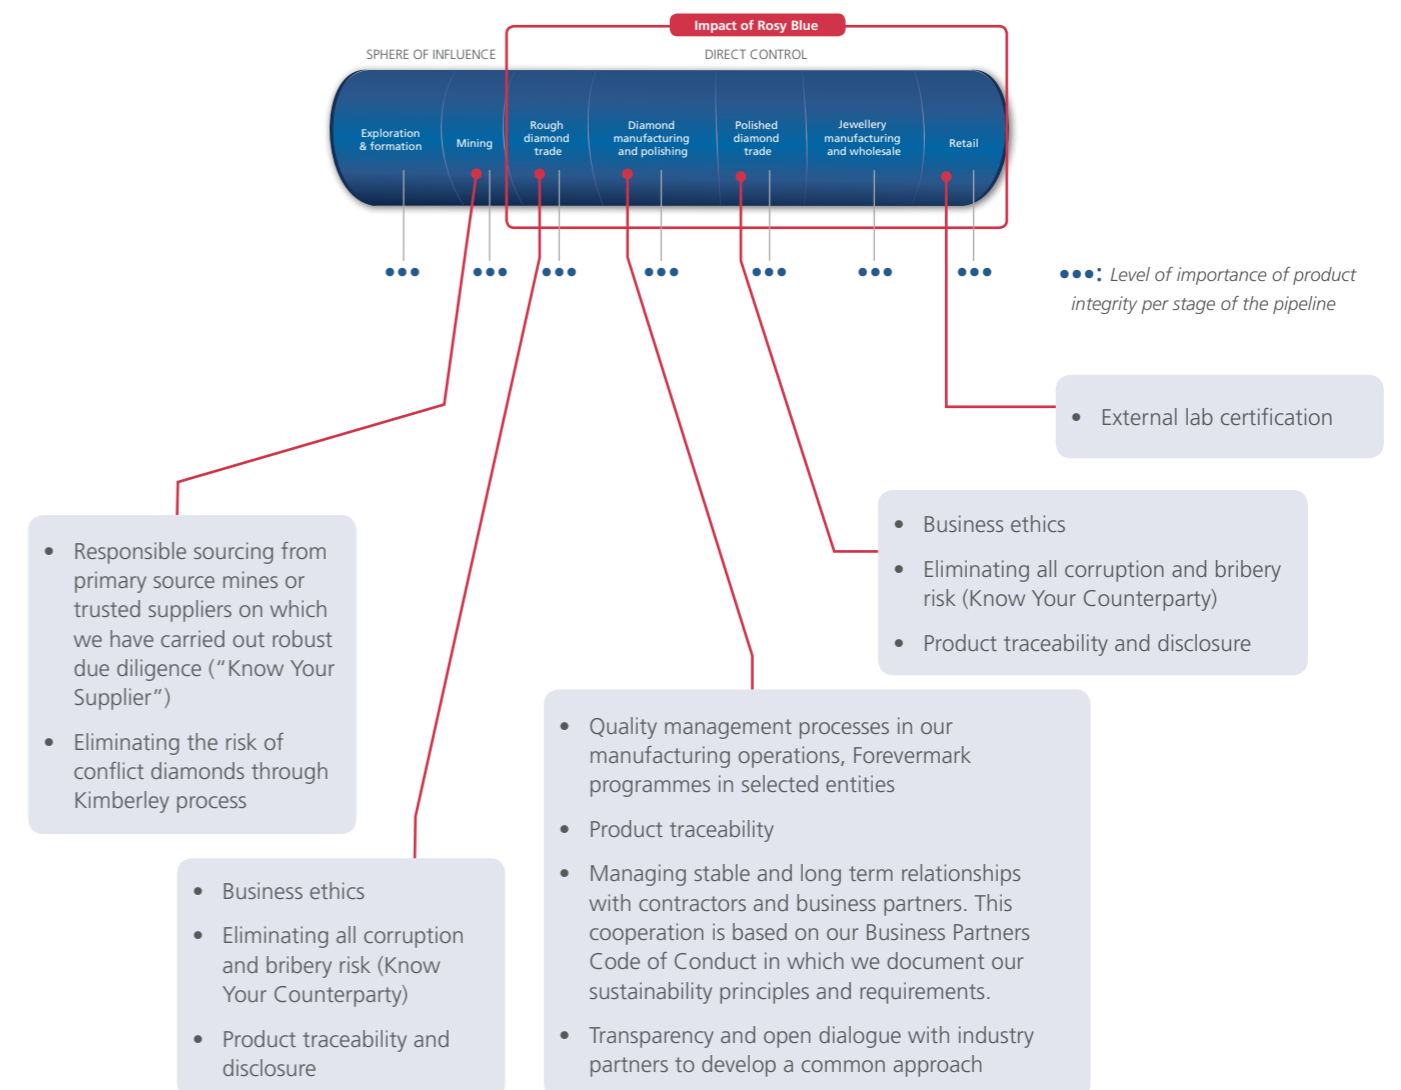 Impact of Rosy Blue
SPHERE OF INFLUENCE
DIRECT CONTROL
Exploration
& formation
Mining
Rough
diamond
trade
Diamond
manufacturing
and polishing
Polished
diamond
trade
Jewellery
manufacturing
and wholesale
Retail
●●●: Level of importance of product
integrity per stage of the pipeline
• External lab certification
• Business ethics
• Eliminating all corruption and bribery
risk (Know Your Counterparty)
• Product traceability and disclosure
• Responsible sourcing from
primary source mines or
trusted suppliers on which
we have carried out robust
due diligence (“Know Your
Supplier”)
• Eliminating the risk of
conflict diamonds through
Kimberley process
• Quality management processes in our
manufacturing operations, Forevermark
programmes in selected entities
• Product traceability
• Managing stable and long term relationships
with contractors and business partners. This
cooperation is based on our Business Partners
Code of Conduct in which we document our
sustainability principles and requirements.
• Transparency and open dialogue with industry
partners to develop a common approach
• Business ethics
• Eliminating all corruption
and bribery risk (Know
Your Counterparty)
• Product traceability and
disclosure